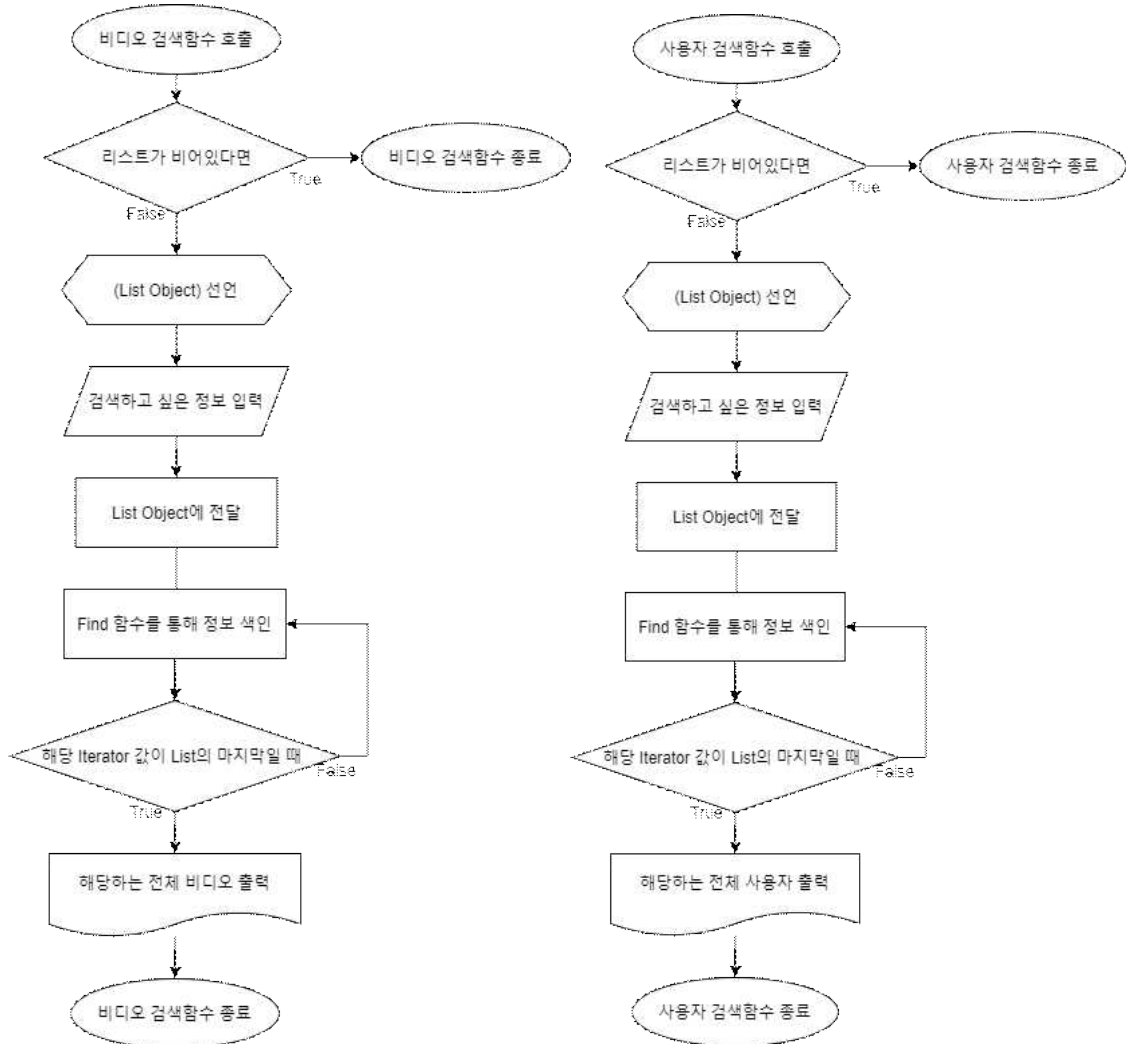 비디오 검색함수 호출
리스트가 비어있다면
True
비디오 검색함수 종료
False
(List Object) 선언
검색하고 싶은 정보 입력
List Object에 전달
Find 함수를 통해 정보 색인
해당 Iterator 값이 List의 마지막일 때
False
True
해당하는 전체 비디오 출력
비디오 검색함수 종료
사용자 검색함수 호출
리스트가 비어있다면
True
사용자 검색함수 종료
False
(List Object) 선언
검색하고 싶은 정보 입력
List Object에 전달
Find 함수를 통해 정보 색인
해당 Iterator 값이 List의 마지막일 때
False
True
해당하는 전체 사용자 출력
사용자 검색함수 종료